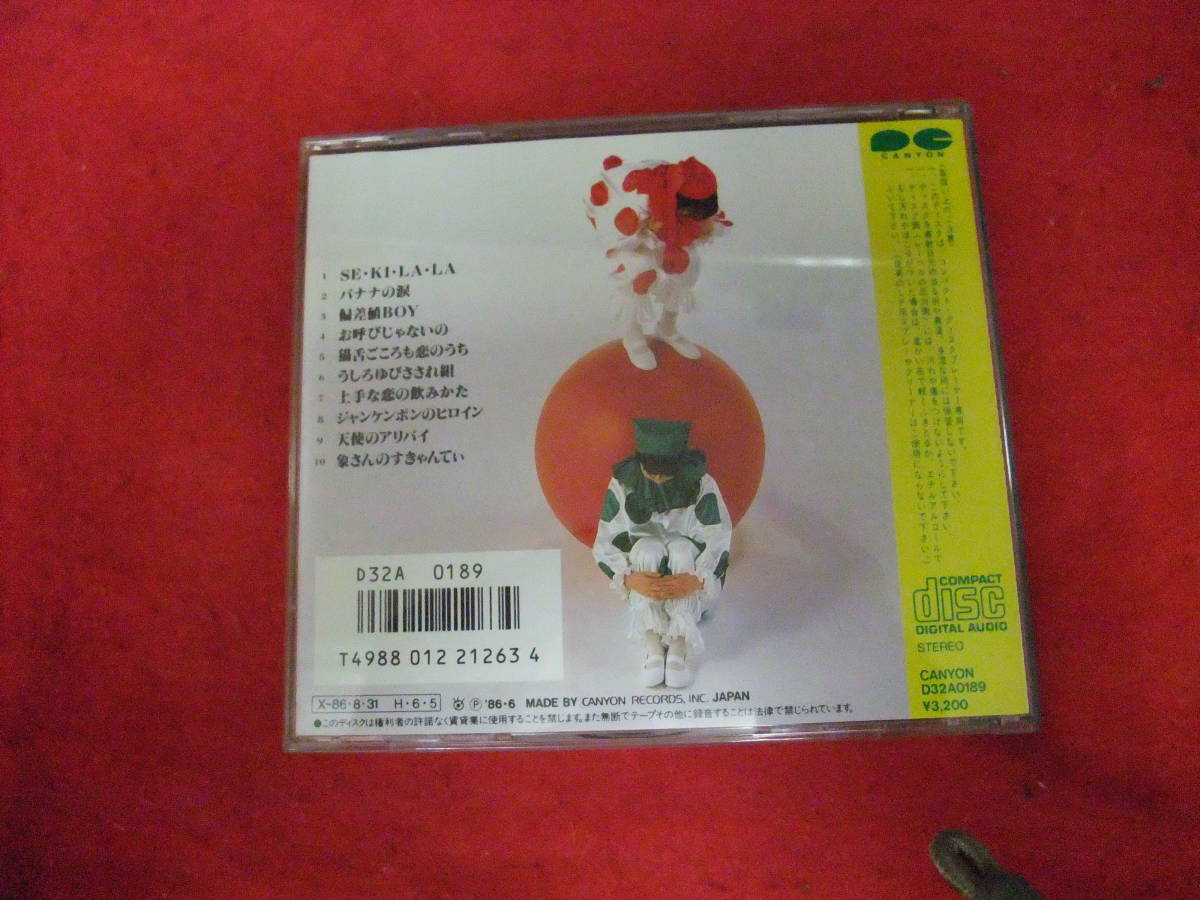 1 SE・KI・LA・LA
2 バナナの涙
3 偏差値BOY
4 お呼びじゃないの
5 猫舌ごころも恋のうち
6 うしろゆびさされ組
7 上手な恋の飲みかた
8 ジャンケンポンのヒロイン
9 天使のアリバイ
10 象さんのすきゃんてぃ
D32A 0189
T4988 012 21263 4
X-86・8・31 H・6・5 Ⓟ '86・6 MADE BY CANYON RECORDS, INC. JAPAN
●このディスクは権利者の許諾なく賃貸業に使用することを禁じます。また無断でテープその他に録音することは法律で禁じられています。
CANYON
COMPACT
disc
DIGITAL AUDIO
STEREO
CANYON
D32A0189
¥3,200